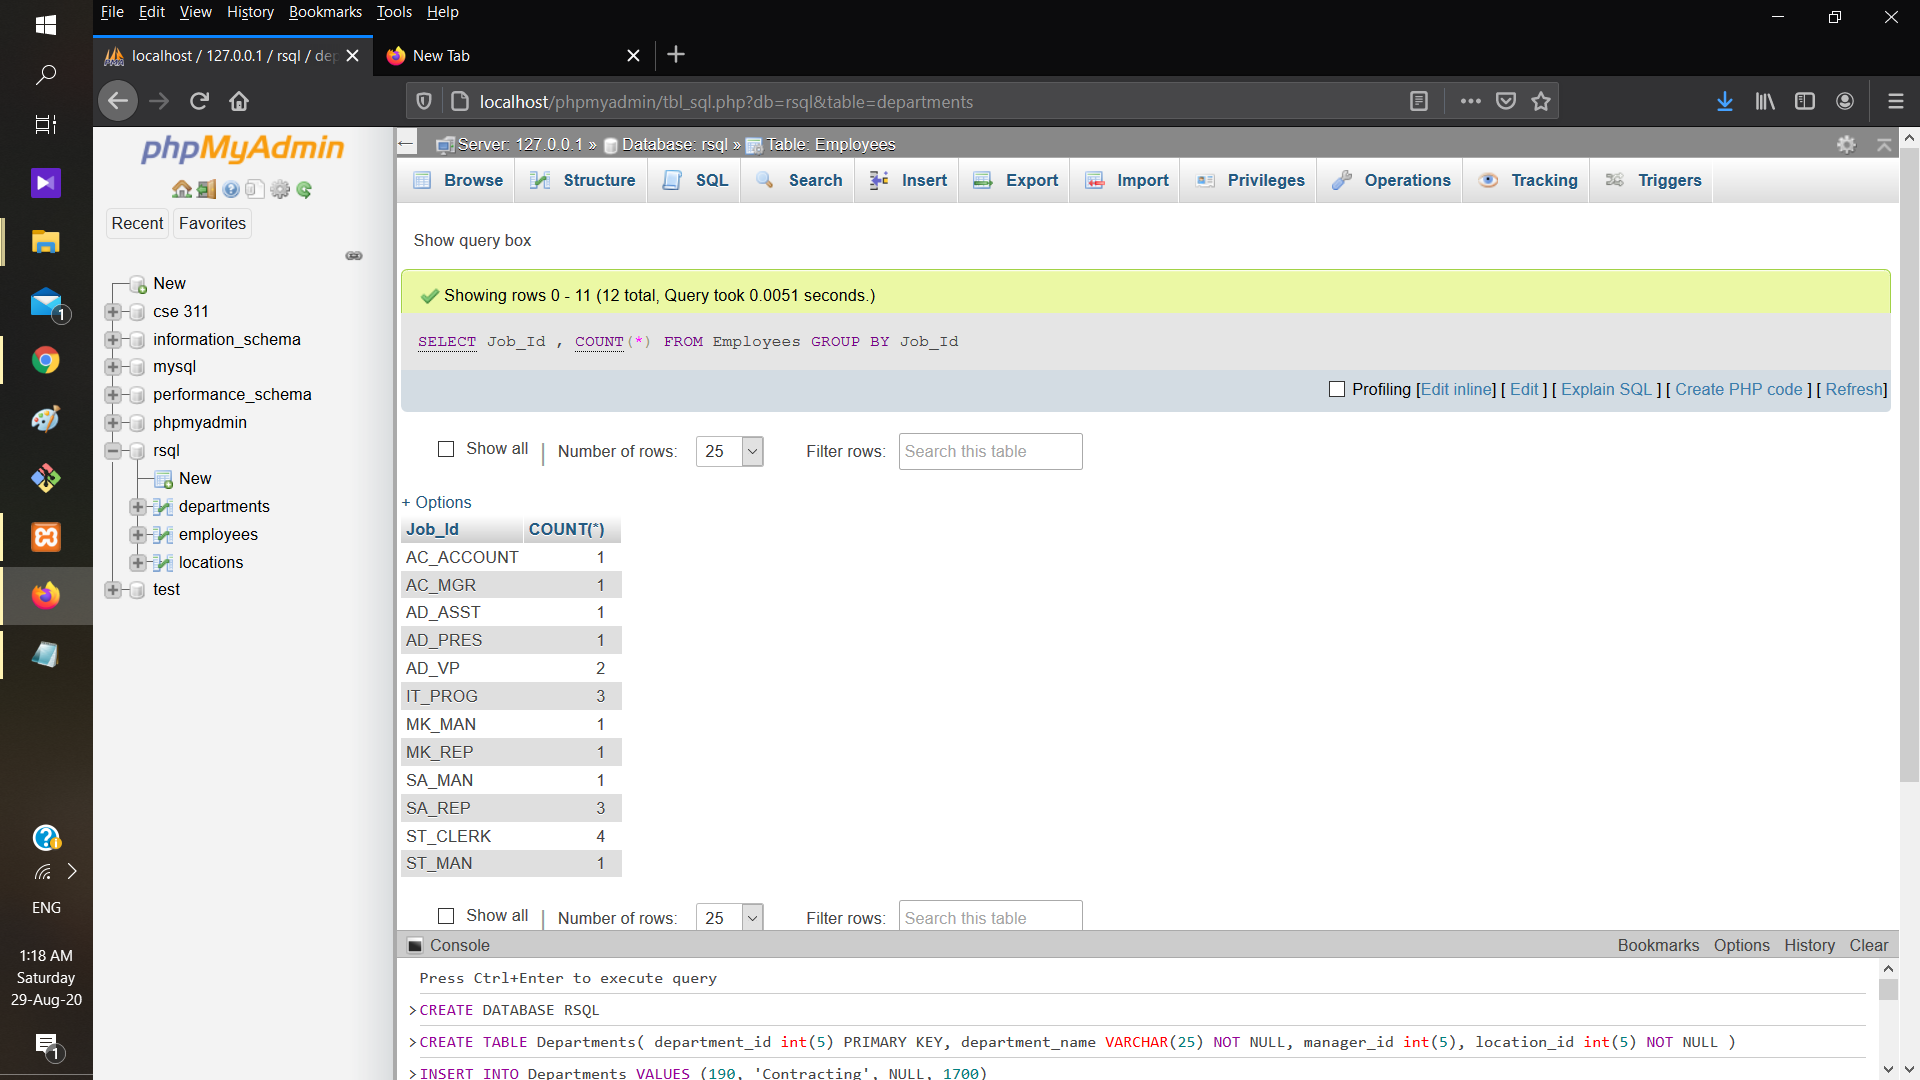 File Edit View History Bookmarks Tools Help
localhost / 127.0.0.1 / rsql / dep
New Tab
localhost/phpmyadmin/tbl_sql.php?db=rsql&table=departments
phpMyAdmin
Recent Favorites
New
cse 311
information_schema
mysql
performance_schema
phpmyadmin
rsql
New
departments
employees
locations
test
Server: 127.0.0.1 » Database: rsql » Table: Employees
Browse Structure SQL Search Insert Export Import Privileges Operations Tracking Triggers
Show query box
Showing rows 0 - 11 (12 total, Query took 0.0051 seconds.)
SELECT Job_Id , COUNT(*) FROM Employees GROUP BY Job_Id
Profiling [Edit inline] [ Edit ] [ Explain SQL ] [ Create PHP code ] [ Refresh]
Show all | Number of rows: 25 Filter rows: Search this table
+ Options
Job_Id COUNT(*)
AC_ACCOUNT 1
AC_MGR 1
AD_ASST 1
AD_PRES 1
AD_VP 2
IT_PROG 3
MK_MAN 1
MK_REP 1
SA_MAN 1
SA_REP 3
ST_CLERK 4
ST_MAN 1
Show all | Number of rows: 25 Filter rows: Search this table
Console Bookmarks Options History Clear
Press Ctrl+Enter to execute query
>CREATE DATABASE RSQL
>CREATE TABLE Departments( department_id int(5) PRIMARY KEY, department_name VARCHAR(25) NOT NULL, manager_id int(5), location_id int(5) NOT NULL )
>INSERT INTO Departments VALUES (190, 'Contracting', NULL, 1700)
1
ENG
1:18 AM
Saturday
29-Aug-20
1